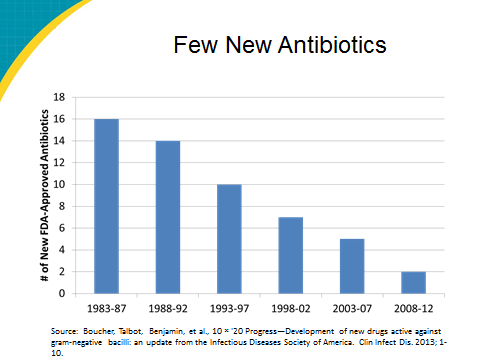 Few New Antibiotics
# of New FDA-Approved Antibiotics
18
16
14
12
10
8
6
4
2
0
1983-87 1988-92 1993-97 1998-02 2003-07 2008-12
Source: Boucher, Talbot, Benjamin, et al., 10 × '20 Progress—Development of new drugs active against
gram-negative bacilli: an update from the Infectious Diseases Society of America. Clin Infect Dis. 2013; 1-
10.